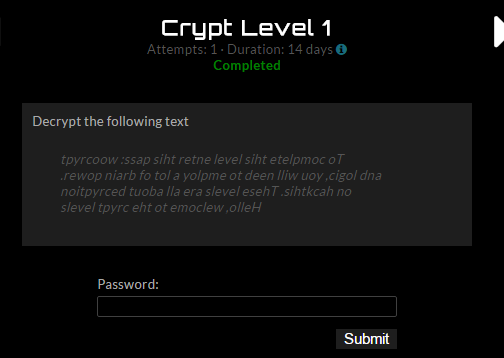 Crypt Level 1
Attempts: 1 · Duration: 14 days
Completed
Decrypt the following text
tpyrcoow :ssap siht retne level siht etelpmoc oT
.rewop niarb fo tol a yolpme ot deen lliw uoy ,cigol dna
noitpyrced tuoba lla era slevel esehT .sihtkcah no
slevel tpyrc eht ot emoclew ,olleH
Password:
Submit